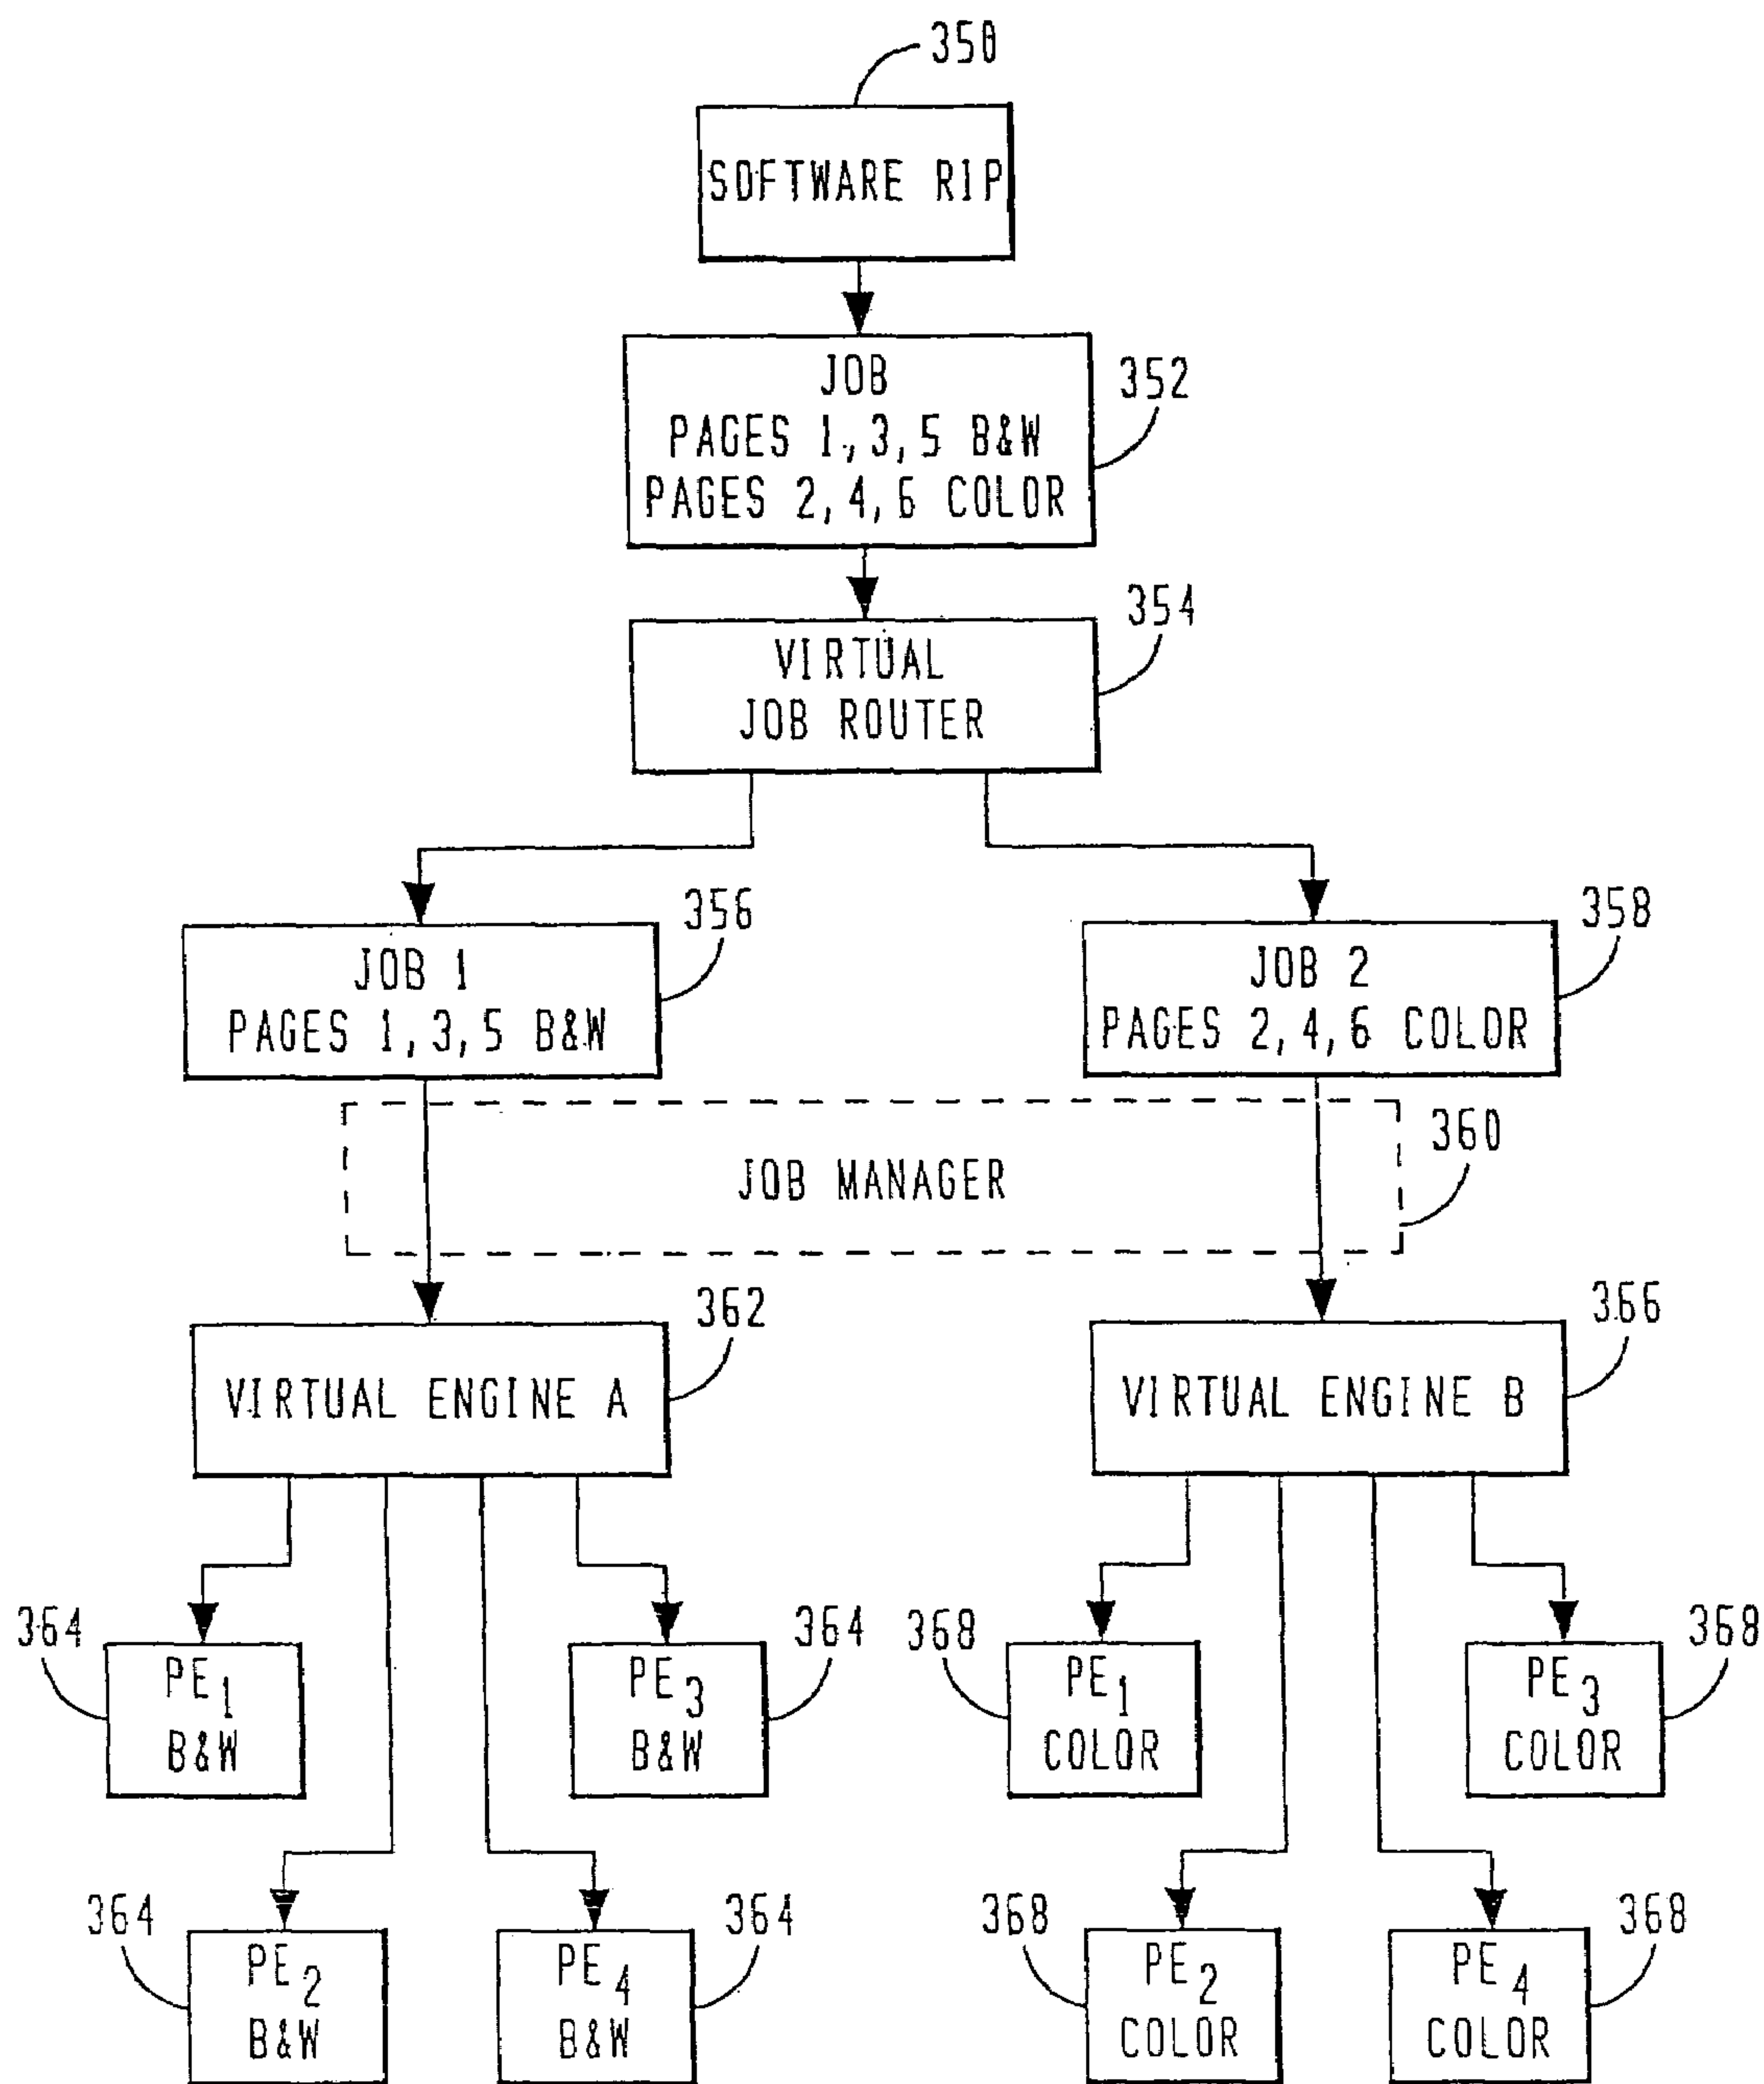 350
SOFTWARE RIP
JOB
PAGES 1,3,5 B&W
PAGES 2,4,6 COLOR
352
354
VIRTUAL
JOB ROUTER
356
JOB 1
PAGES 1,3,5 B&W
358
JOB 2
PAGES 2,4,6 COLOR
360
JOB MANAGER
362
VIRTUAL ENGINE A
366
VIRTUAL ENGINE B
364
PE1
B&W
364
PE3
B&W
368
PE1
COLOR
368
PE3
COLOR
364
PE2
B&W
364
PE4
B&W
368
PE2
COLOR
368
PE4
COLOR